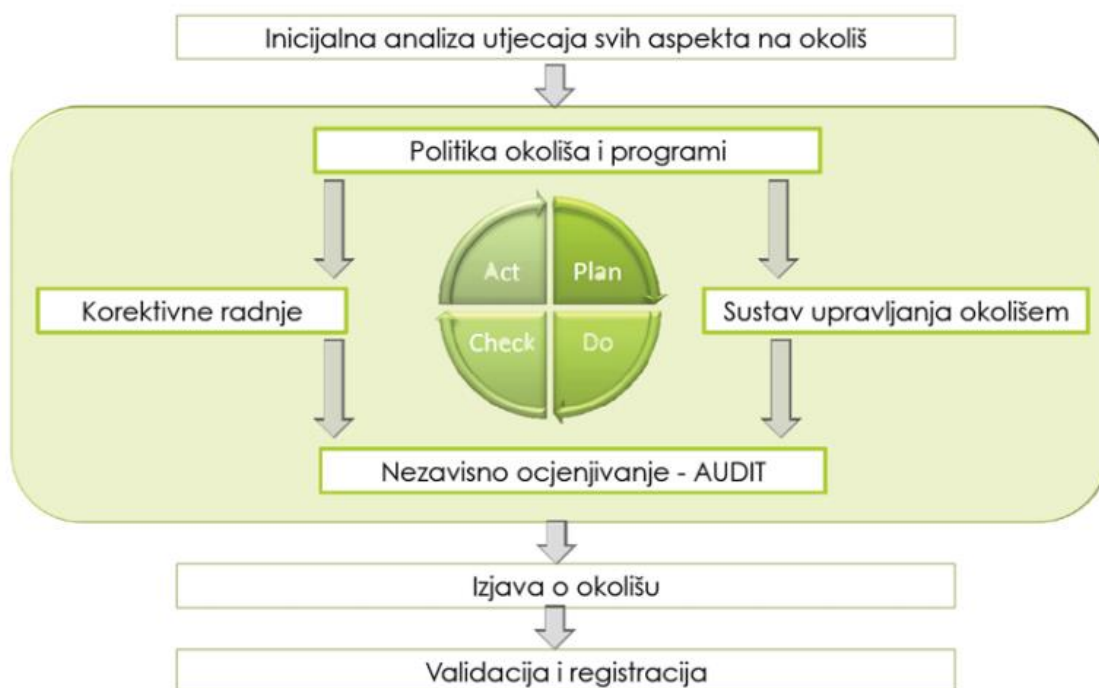 Inicijalna analiza utjecaja svih aspekta na okoliš
Politika okoliša i programi
Act
Plan
Korektivne radnje
Sustav upravljanja okolišem
Check
Do
Nezavisno ocjenjivanje - AUDIT
Izjava o okolišu
Validacija i registracija